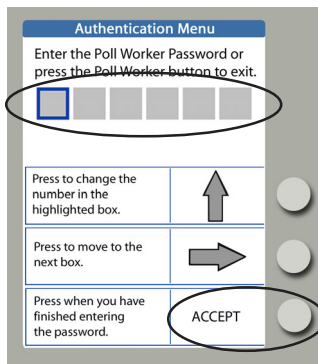 Authentication Menu
Enter the Poll Worker Password or
press the Poll Worker button to exit.
Press to change the
number in the
highlighted box.
Press to move to the
next box.
Press when you have
finished entering
the password.
ACCEPT